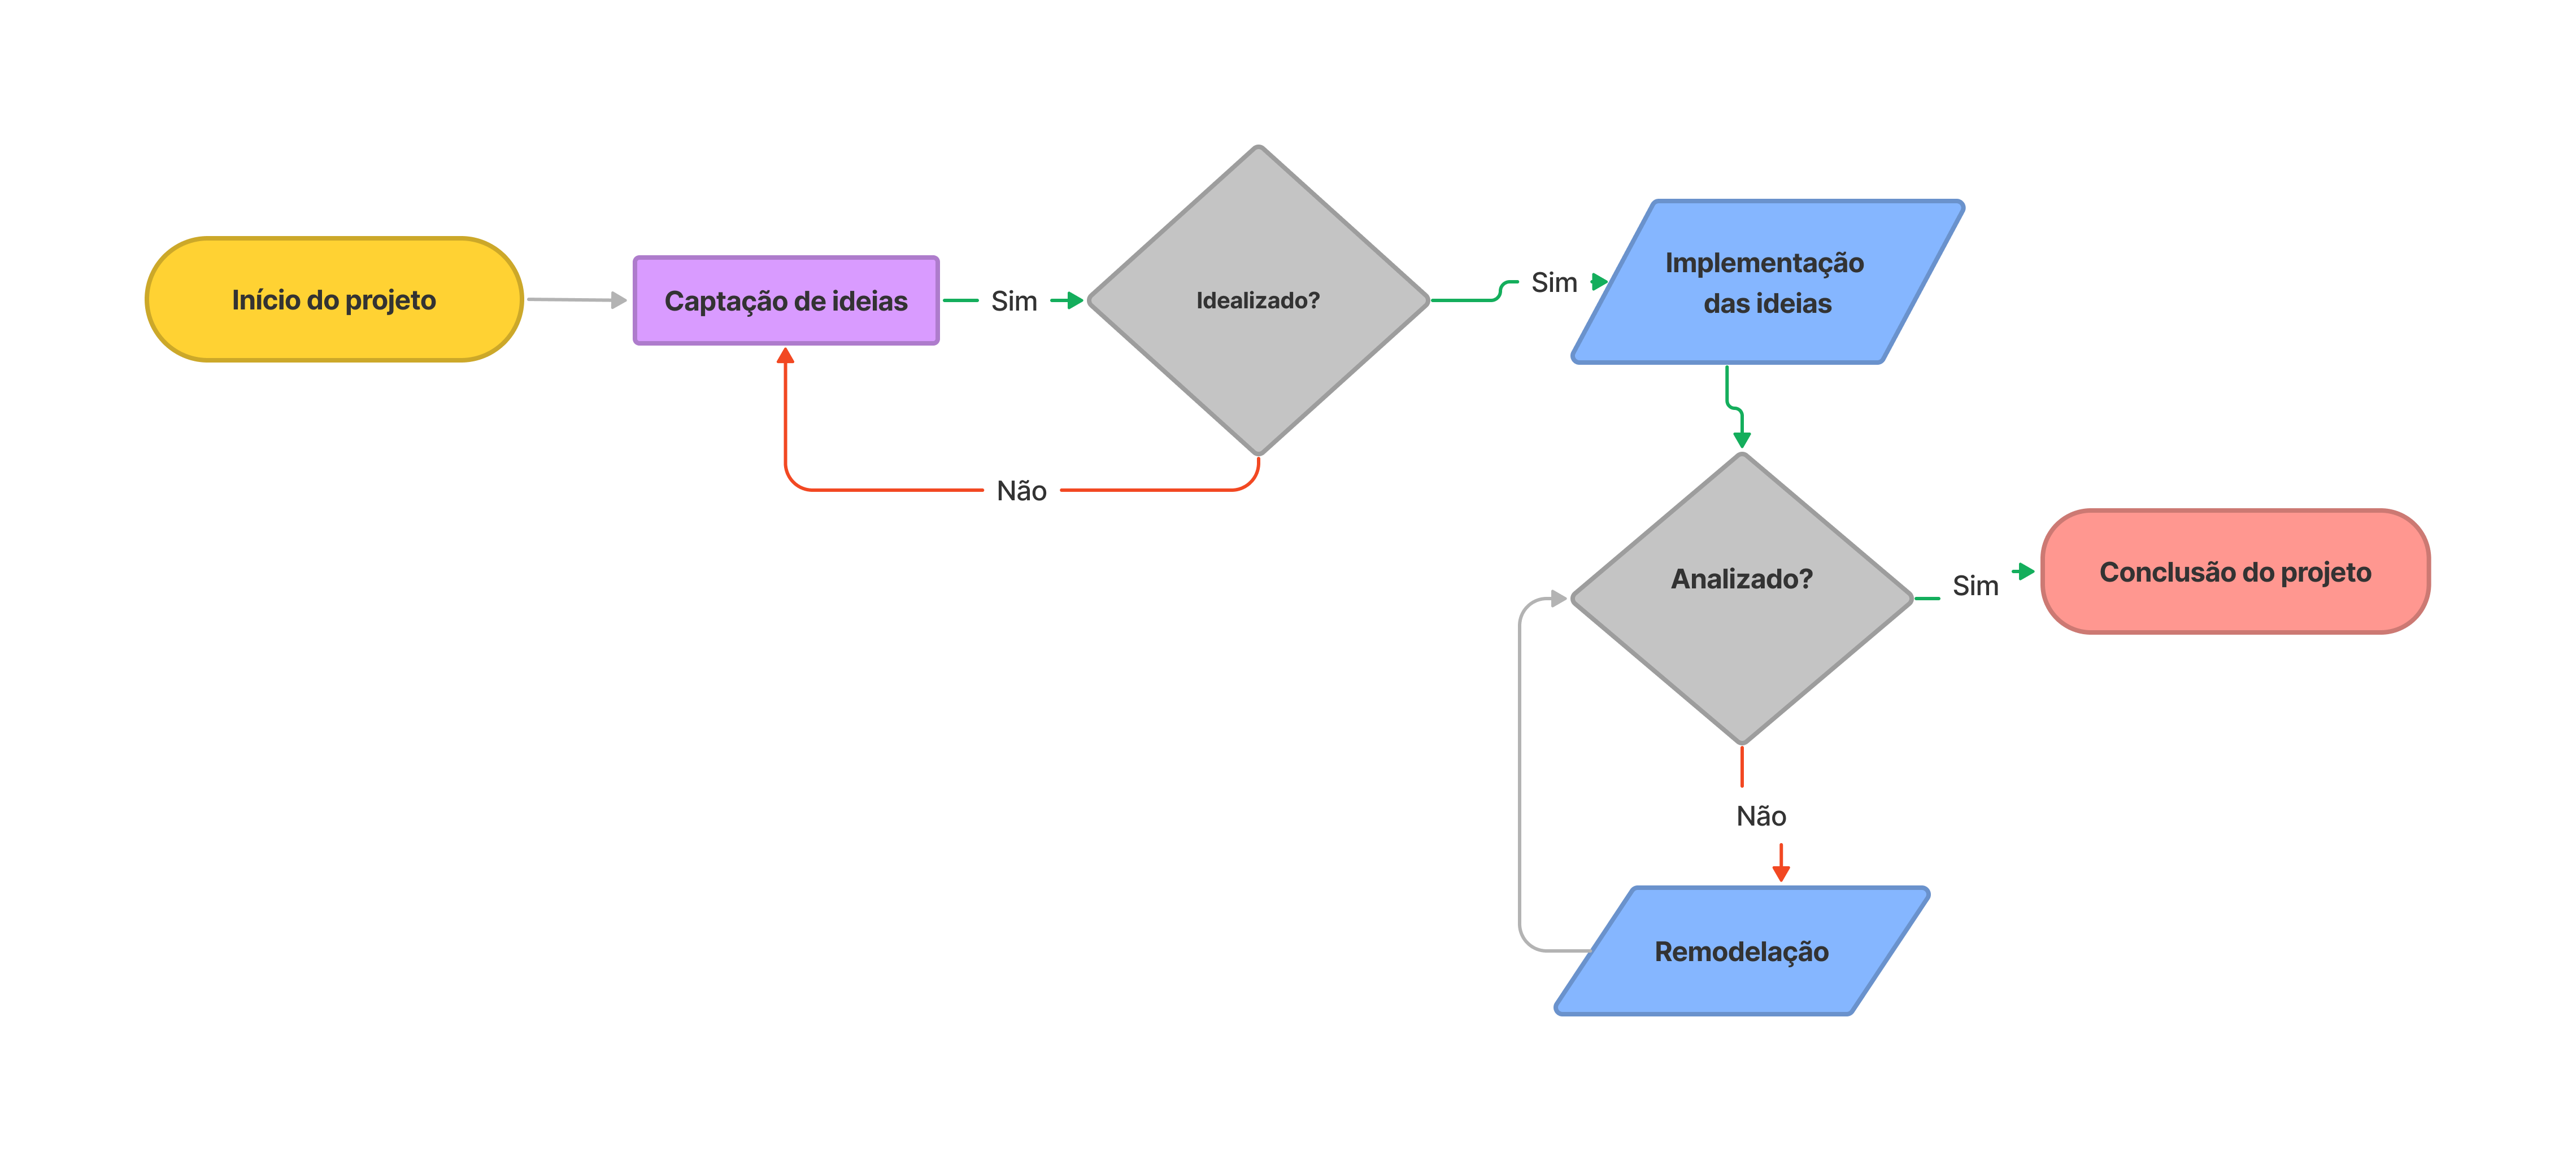 Início do projeto
Captação de ideias
Sim
Idealizado?
Sim
Implementação
das ideias
Não
Analizado?
Sim
Conclusão do projeto
Não
Remodelação